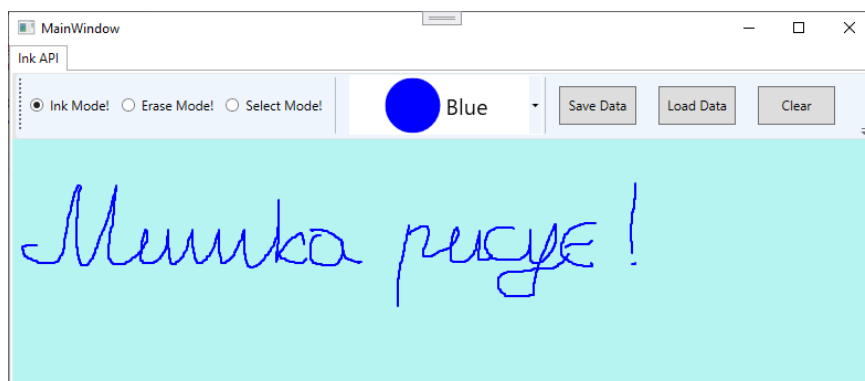 MainWindow
Ink API
Ink Mode! Erase Mode! Select Mode! Blue Save Data Load Data Clear
Мишка рисує!